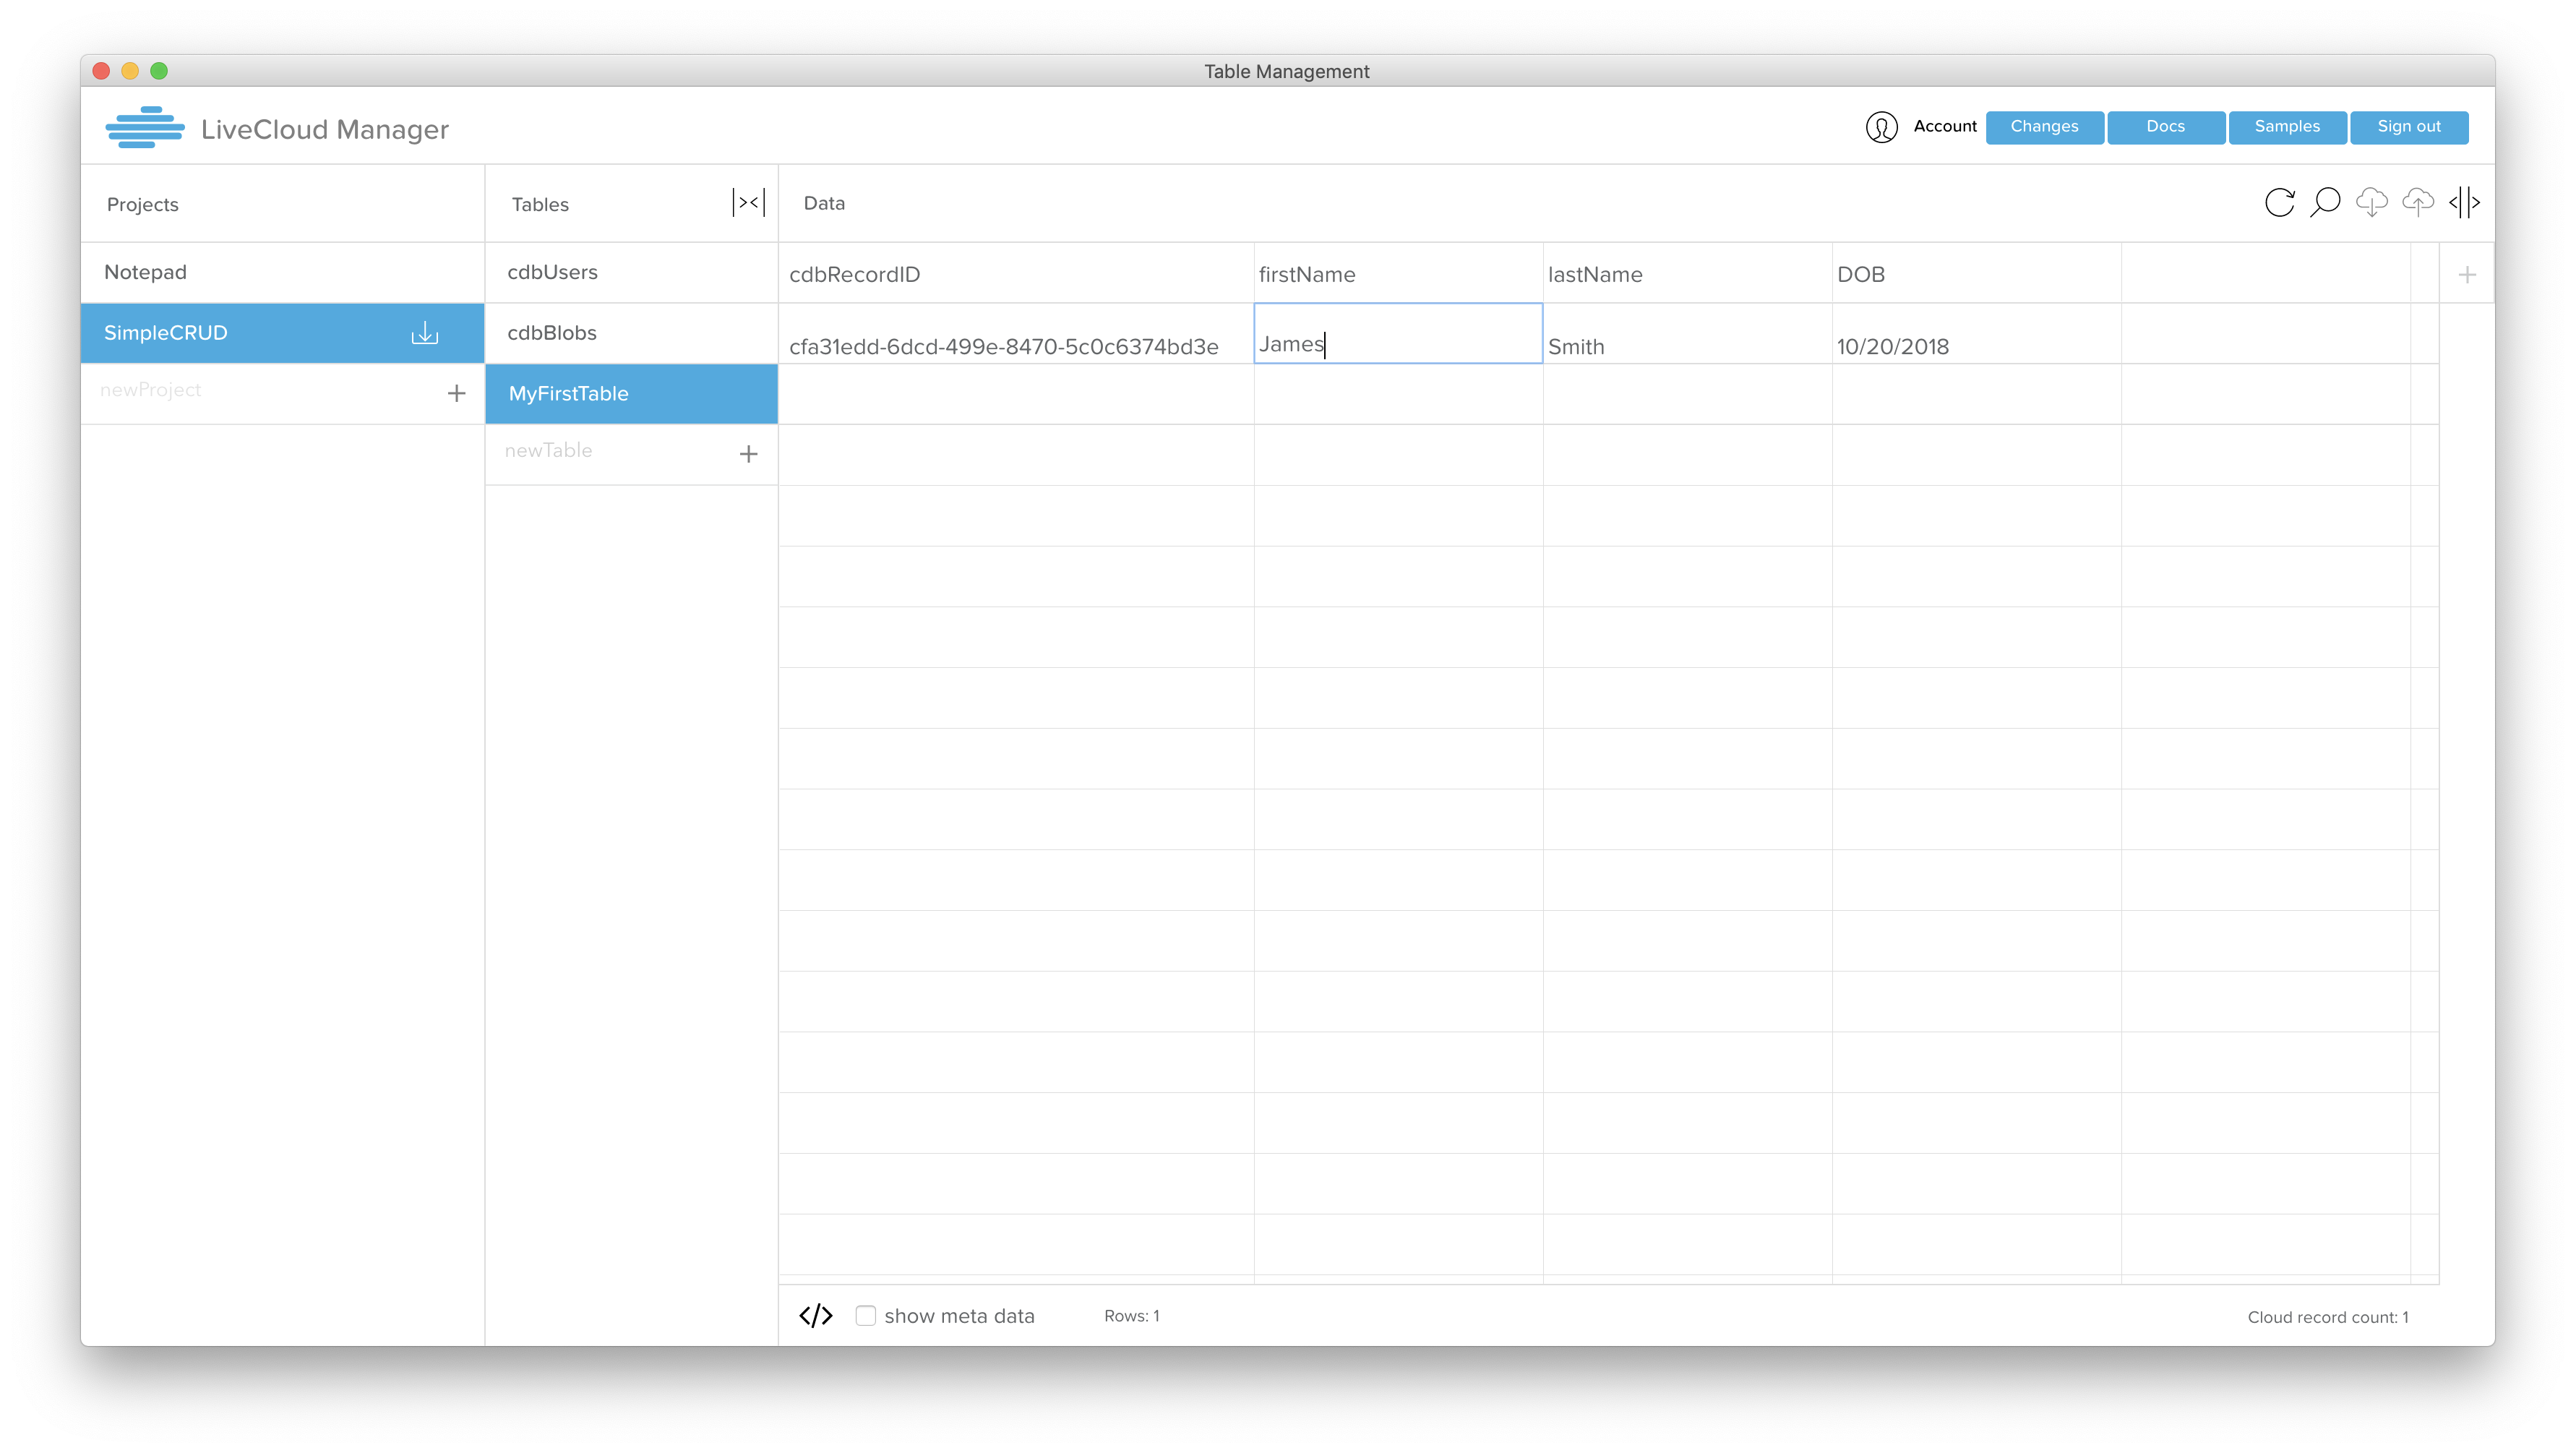 Table Management
LiveCloud Manager
Account
Changes
Docs
Samples
Sign out
Projects
Tables
Data
Notepad
cdbUsers
cdbRecordID
firstName
lastName
DOB
SimpleCRUD
cdbBlobs
cfa31edd-6dcd-499e-8470-5c0c6374bd3e
James
Smith
10/20/2018
newProject
MyFirstTable
newTable
show meta data
Rows: 1
Cloud record count: 1